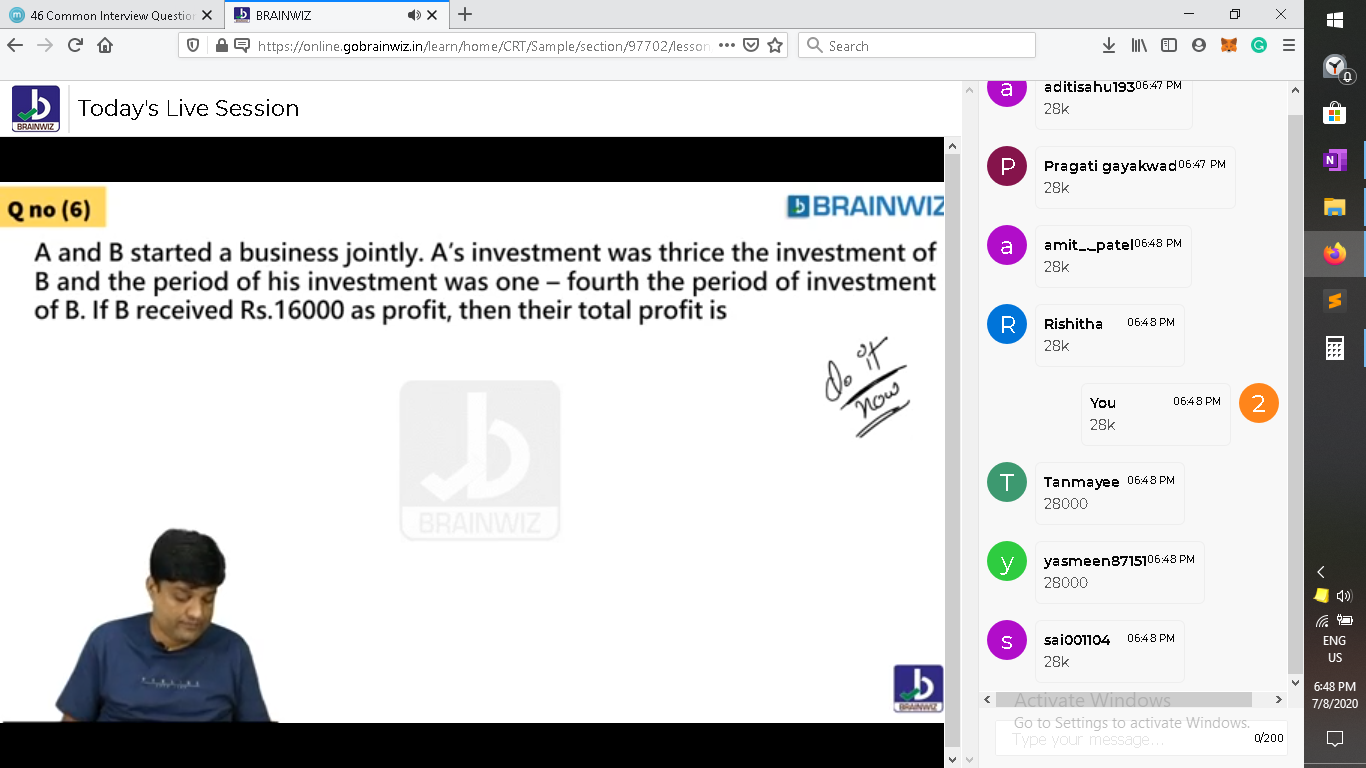 46 Common Interview Question
BRAINWIZ
https://online.gobrainwiz.in/learn/home/CRT/Sample/section/97702/lesson
Search
BRAINWIZ
Today's Live Session
Q no (6)
BRAINWIZ
A and B started a business jointly. A's investment was thrice the investment of
B and the period of his investment was one – fourth the period of investment
of B. If B received Rs.16000 as profit, then their total profit is
do it
now
BRAINWIZ
BRAINWIZ
a
aditisahu193 06:47 PM
28k
P
Pragati gayakwad 06:47 PM
28k
a
amit_._patel 06:48 PM
28k
R
Rishitha 06:48 PM
28k
You 06:48 PM
28k
2
T
Tanmayee 06:48 PM
28000
y
yasmeen87151 06:48 PM
28000
s
sai001104 06:48 PM
28k
Activate Windows
Go to Settings to activate Windows.
Type your message...
0/200
ENG
US
6:48 PM
7/8/2020